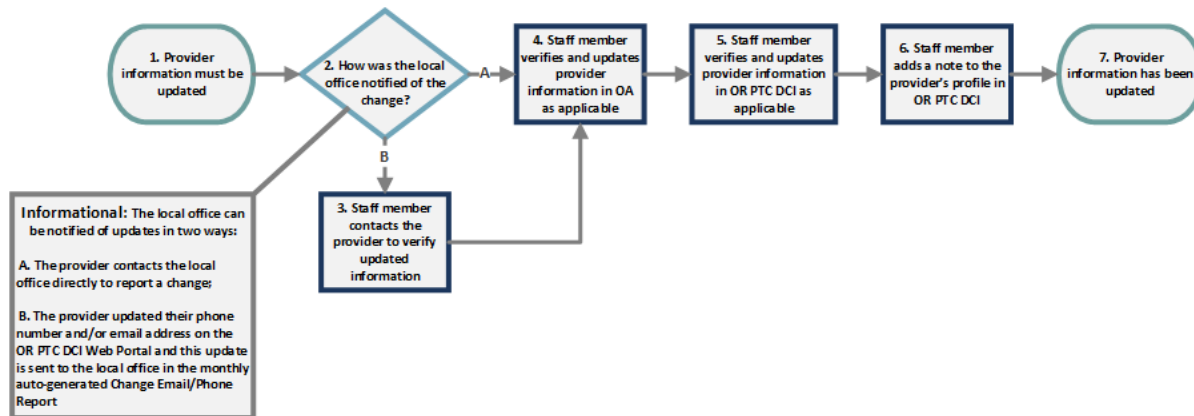 1. Provider
information must be
updated
2. How was the local
office notified of the
change?
A
B
3. Staff member
contacts the
provider to verify
updated
information
4. Staff member
verifies and updates
provider
information in OA
as applicable
5. Staff member
verifies and updates
provider information
in OR PTC DCI as
applicable
6. Staff member
adds a note to the
provider's profile in
OR PTC DCI
7. Provider
information has been
updated
Informational: The local office can
be notified of updates in two ways:
A. The provider contacts the local
office directly to report a change;
B. The provider updated their phone
number and/or email address on the
OR PTC DCI Web Portal and this update
is sent to the local office in the monthly
auto-generated Change Email/Phone
Report